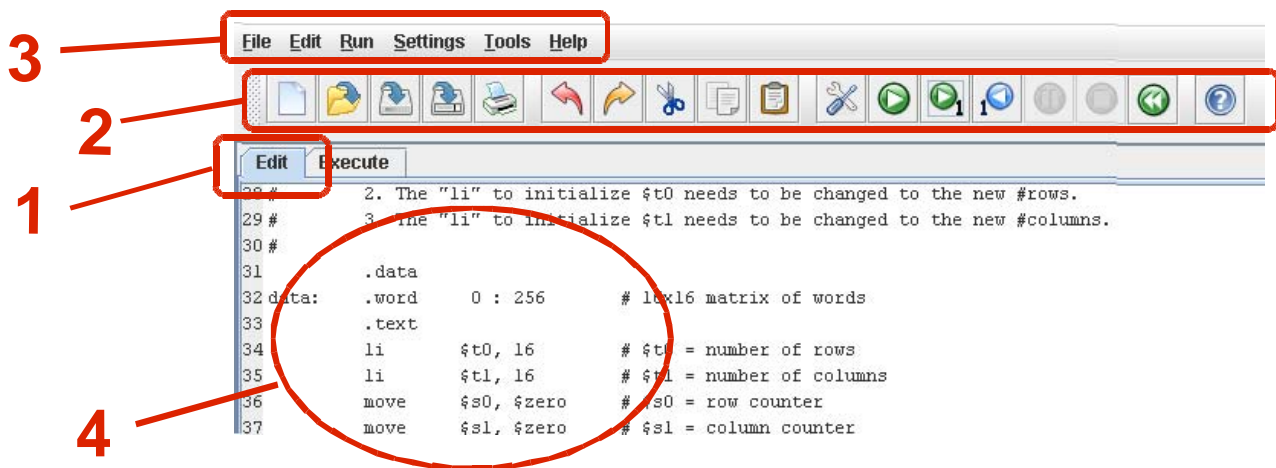 3
File Edit Run Settings Tools Help
2
1 1
Edit Execute
1
28 # 2. The "li" to initialize $t0 needs to be changed to the new #rows.
29 # 3. The "li" to initialize $t1 needs to be changed to the new #columns.
30 #
31 .data
32 data: .word 0 : 256 # 16x16 matrix of words
33 .text
34 li $t0, 16 # $t0 = number of rows
35 li $t1, 16 # $t1 = number of columns
36 move $s0, $zero # $s0 = row counter
37 move $s1, $zero # $s1 = column counter
4